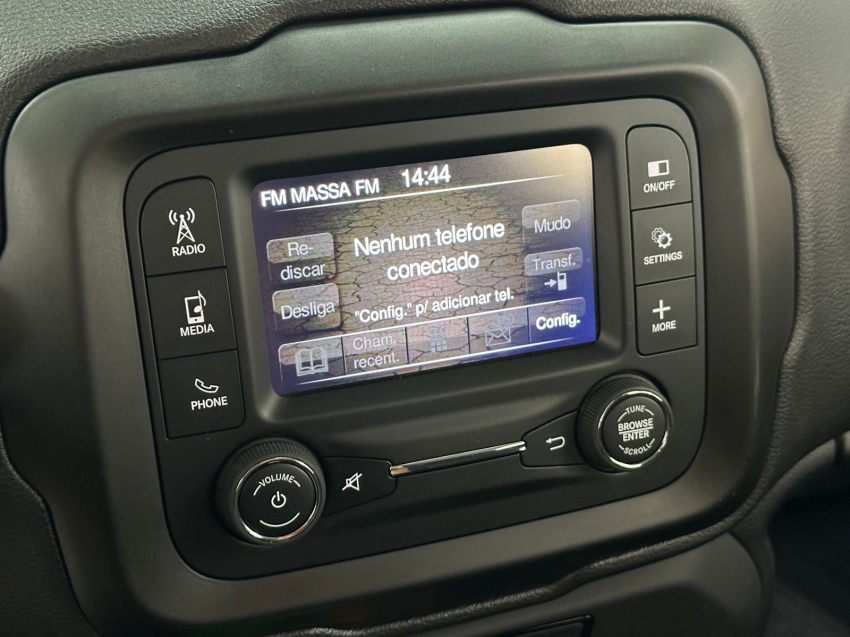 FM MASSA FM 14:44
Re-
discar
Nenhum telefone
conectado
Mudo
Transf.
Desliga
"Config." p/ adicionar tel.
Cham.
recent.
Config.
RADIO
MEDIA
PHONE
ON/OFF
SETTINGS
MORE
VOLUME
TUNE
BROWSE
ENTER
SCROLL